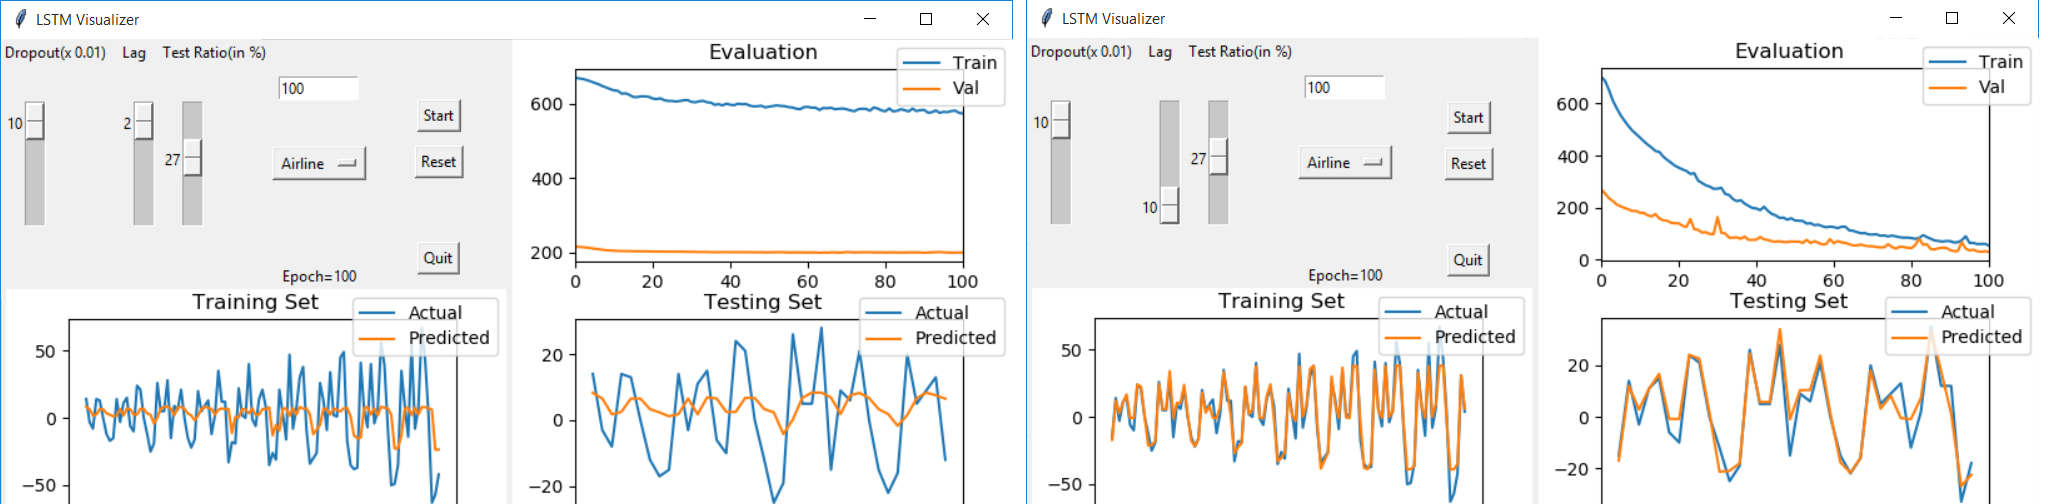 LSTM Visualizer
Dropout(x 0.01) Lag Test Ratio(in %)
100
10
2
27
Airline
Start
Reset
Quit
Epoch=100
Evaluation
Train
Val
600
400
200
0 20 40 60 80 100
Training Set
Actual
Predicted
50
0
−50
Testing Set
Actual
Predicted
20
0
−20
LSTM Visualizer
Dropout(x 0.01) Lag Test Ratio(in %)
100
10
27
10
Airline
Start
Reset
Quit
Epoch=100
Evaluation
Train
Val
600
400
200
0
0 20 40 60 80 100
Training Set
Actual
Predicted
50
0
−50
Testing Set
Actual
Predicted
20
0
−20